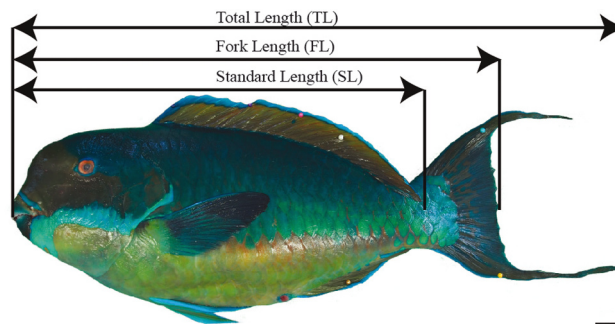 Total Length (TL)
Fork Length (FL)
Standard Length (SL)